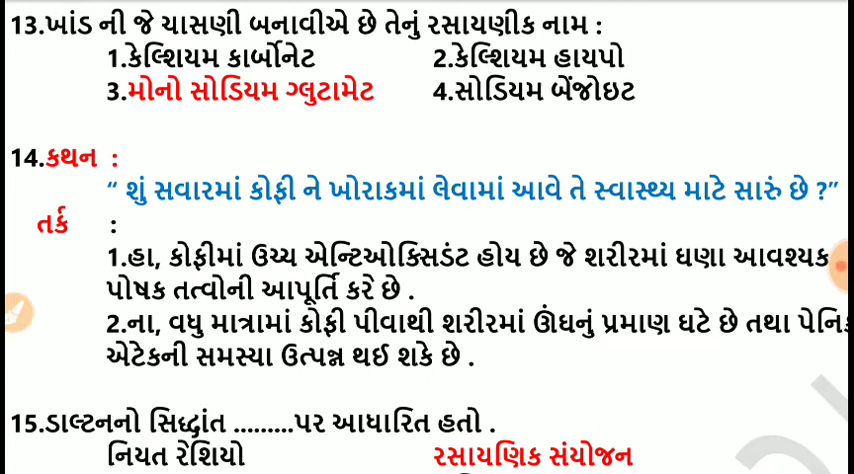 13.ખાંડ ની જે ચાસણી બનાવીએ છે તેનું રસાયણીક નામ :
1.કેલ્શિયમ કાર્બોનેટ 2.કેલ્શિયમ હાયપો
3.મોનો સોડિયમ ગ્લુટામેટ 4.સોડિયમ બેંજોઇટ
14.કથન :
“ શું સવારમાં કોફી ને ખોરાકમાં લેવામાં આવે તે સ્વાસ્થ્ય માટે સારું છે ?”
તર્ક :
1.હા, કોફીમાં ઉચ્ચ એન્ટિઓક્સિડંટ હોય છે જે શરીરમાં ઘણા આવશ્યક
પોષક તત્વોની આપૂર્તિ કરે છે .
2.ના, વધુ માત્રામાં કોફી પીવાથી શરીરમાં ઊંઘનું પ્રમાણ ઘટે છે તથા પેનિક
એટેકની સમસ્યા ઉત્પન્ન થઈ શકે છે .
15.ડાલ્ટનનો સિદ્ધાંત .........પર આધારિત હતો .
નિયત રેશિયો રસાયણિક સંયોજન